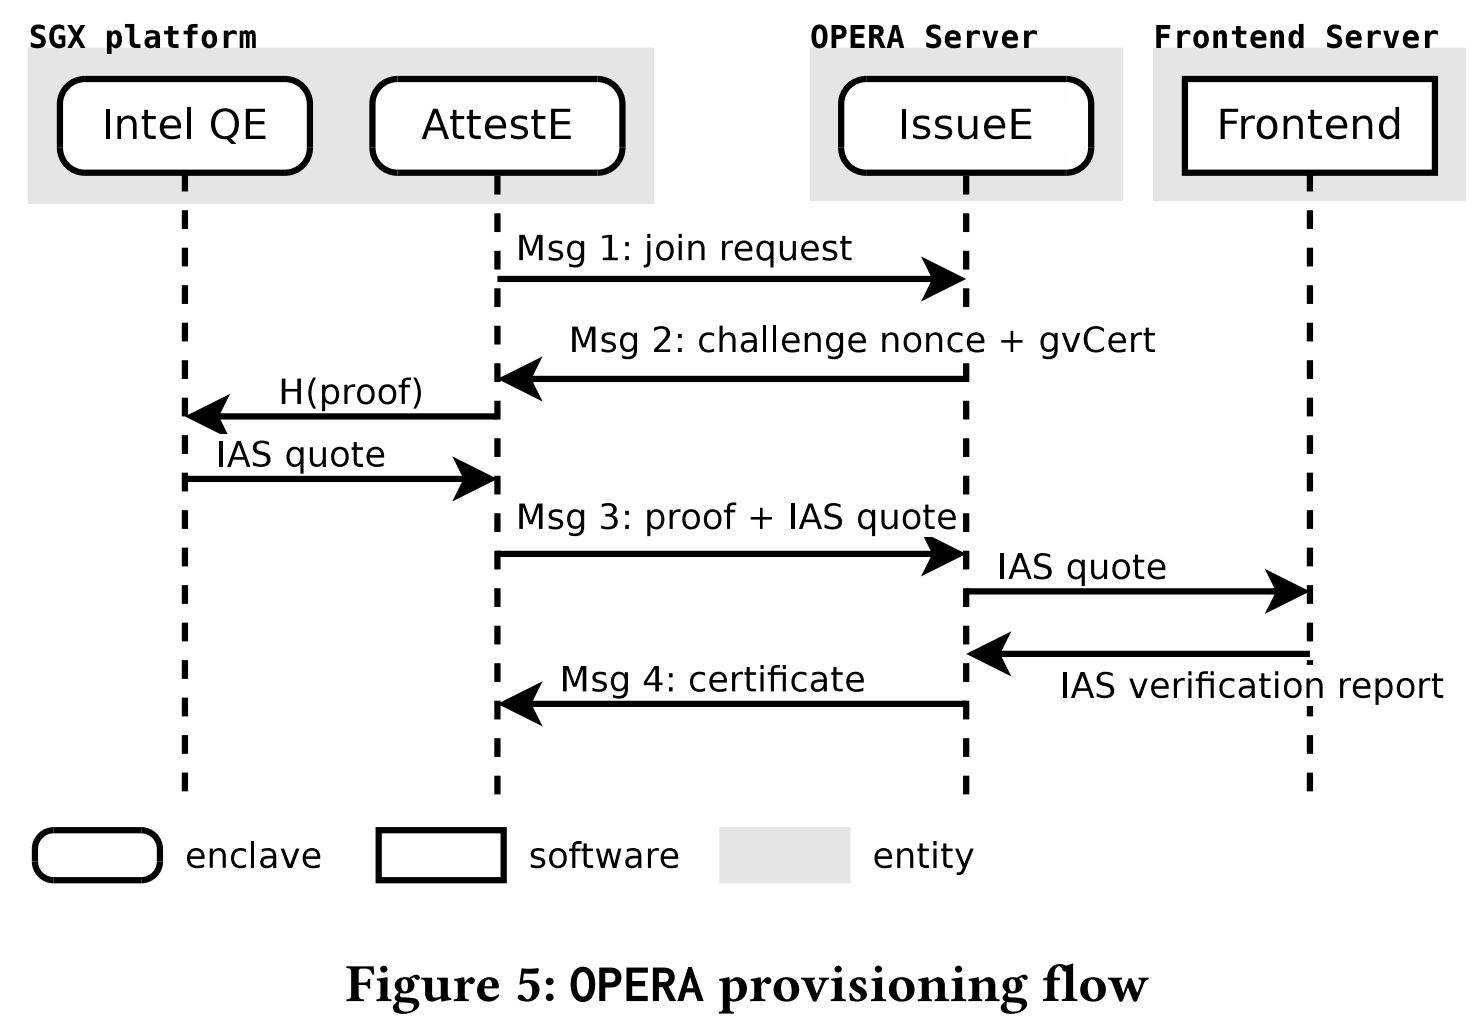 SGX platform
OPERA Server
Frontend Server
Intel QE
AttestE
IssueE
Frontend
Msg 1: join request
Msg 2: challenge nonce + gvCert
H(proof)
IAS quote
Msg 3: proof + IAS quote
IAS quote
IAS verification report
Msg 4: certificate
enclave
software
entity
Figure 5: OPERA provisioning flow